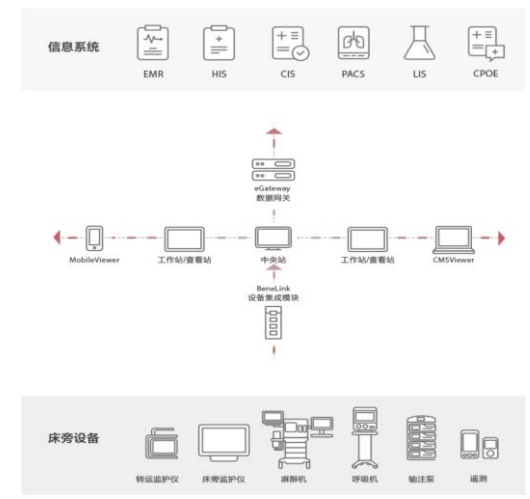 信息系统
EMR
HIS
CIS
PACS
LIS
CPOE
eGateway
数据网关
MobileViewer
工作站/查看站
中央站
工作站/查看站
CMSViewer
BeneLink
设备集成模块
床旁设备
转运监护仪
床旁监护仪
麻醉机
呼吸机
输注泵
遥测